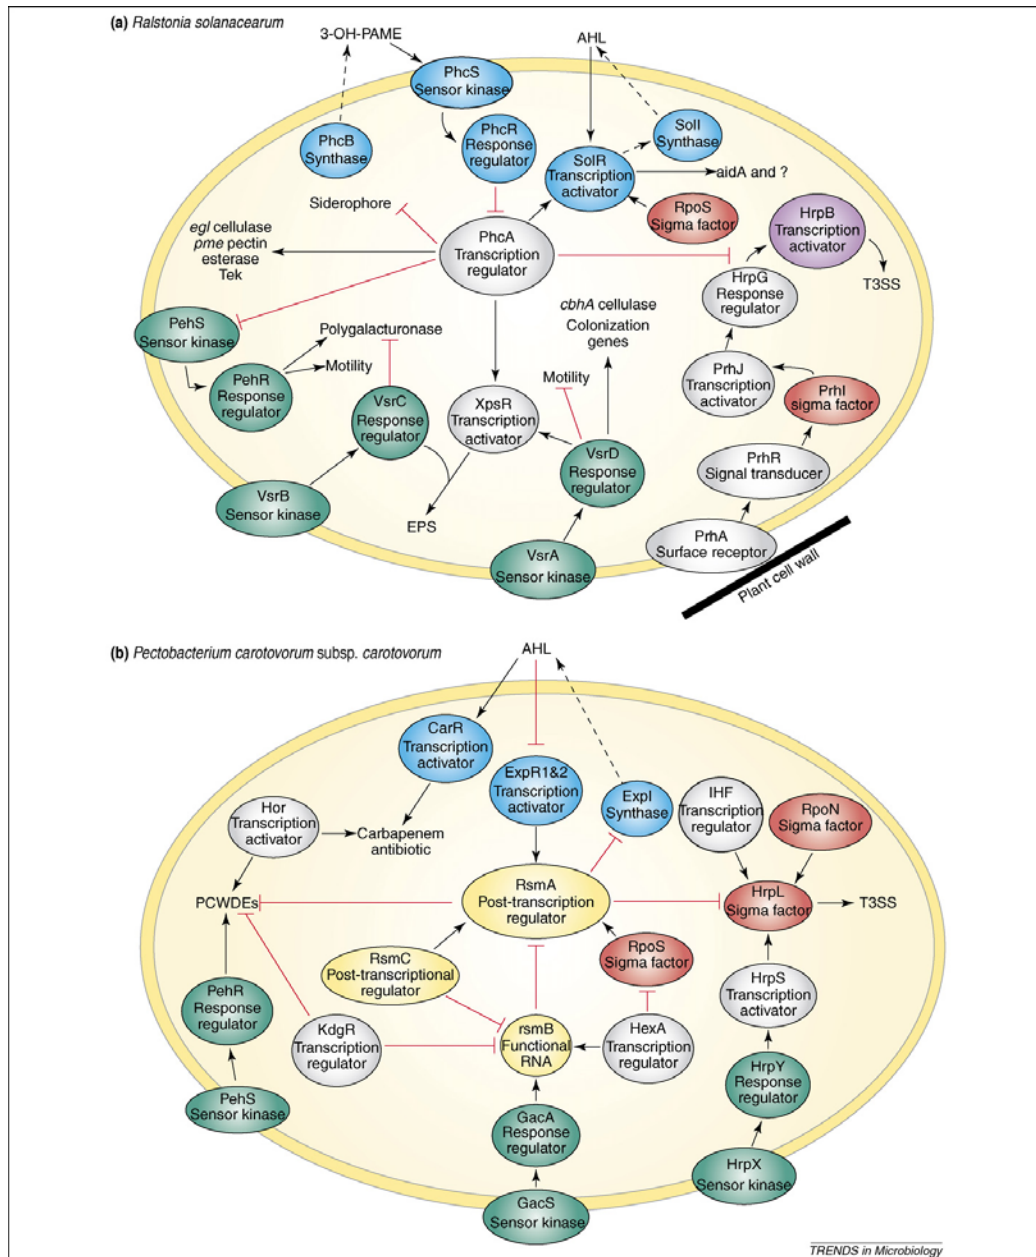 (a) Ralstonia solanacearum
3-OH-PAME
AHL
PhcS
Sensor kinase
PhcB
Synthase
PhcR
Response
regulator
SolI
Synthase
SolR
Transcription
activator
aidA and ?
Siderophore
RpoS
Sigma factor
HrpB
Transcription
activator
egl cellulase
pme pectin
esterase
Tek
PhcA
Transcription
regulator
HrpG
Response
regulator
T3SS
PehS
Sensor kinase
Polygalacturonase
cbhA cellulase
Colonization
genes
PehR
Response
regulator
Motility
VsrC
Response
regulator
XpsR
Transcription
activator
Motility
PrhJ
Transcription
activator
PrhI
sigma factor
VsrD
Response
regulator
PrhR
Signal transducer
VsrB
Sensor kinase
EPS
VsrA
Sensor kinase
PrhA
Surface receptor
Plant cell wall
(b) Pectobacterium carotovorum subsp. carotovorum
AHL
CarR
Transcription
activator
ExpR1&2
Transcription
activator
ExpI
Synthase
IHF
Transcription
regulator
RpoN
Sigma factor
Hor
Transcription
activator
Carbapenem
antibiotic
PCWDEs
RsmA
Post-transcription
regulator
HrpL
Sigma factor
T3SS
RsmC
Post-transcriptional
regulator
RpoS
Sigma factor
HrpS
Transcription
activator
PehR
Response
regulator
KdgR
Transcription
regulator
rsmB
Functional
RNA
HexA
Transcription
regulator
HrpY
Response
regulator
PehS
Sensor kinase
GacA
Response
regulator
HrpX
Sensor kinase
GacS
Sensor kinase
TRENDS in Microbiology